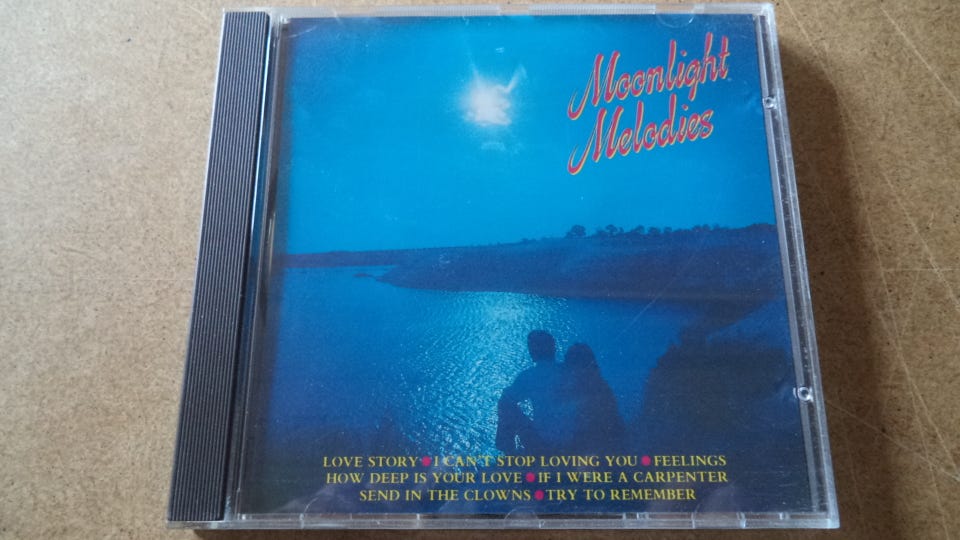 Moonlight
Melodies
LOVE STORY • I CAN'T STOP LOVING YOU • FEELINGS
HOW DEEP IS YOUR LOVE • IF I WERE A CARPENTER
SEND IN THE CLOWNS • TRY TO REMEMBER